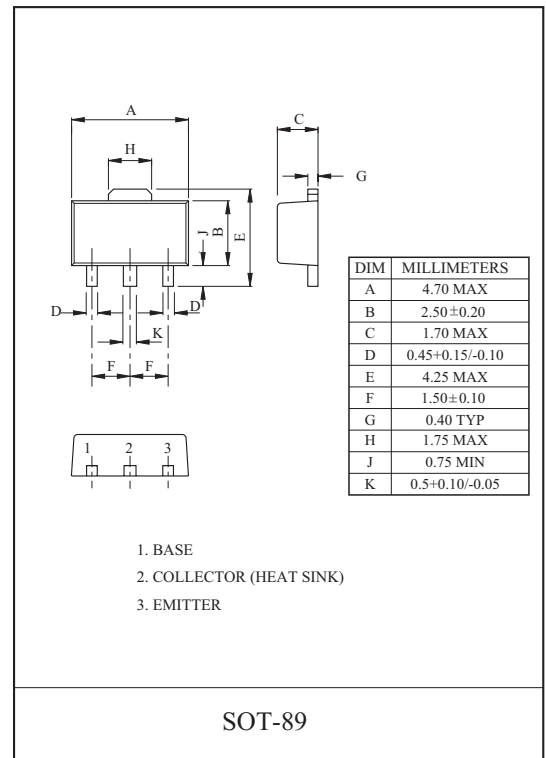 A
H
C
G
J
B
E
D
D
K
F F
DIM MILLIMETERS
A 4.70 MAX
B 2.50±0.20
C 1.70 MAX
D 0.45+0.15/-0.10
E 4.25 MAX
F 1.50±0.10
G 0.40 TYP
H 1.75 MAX
J 0.75 MIN
K 0.5+0.10/-0.05
1 2 3
1. BASE
2. COLLECTOR (HEAT SINK)
3. EMITTER
SOT-89